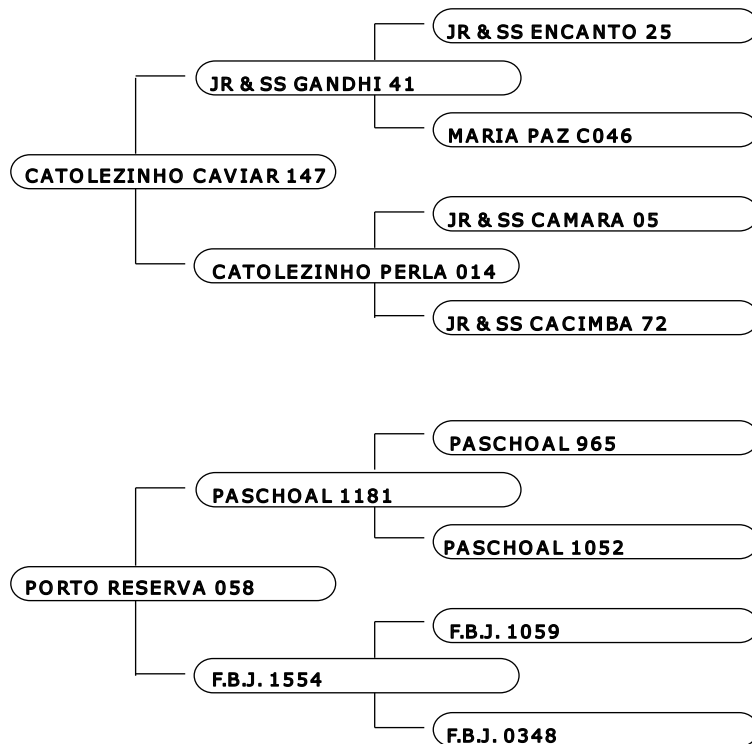 JR & SS ENCANTO 25
JR & SS GANDHI 41
MARIA PAZ C046
CATOLEZINHO CAVIAR 147
JR & SS CAMARA 05
CATOLEZINHO PERLA 014
JR & SS CACIMBA 72
PASCHOAL 965
PASCHOAL 1181
PASCHOAL 1052
PORTO RESERVA 058
F.B.J. 1059
F.B.J. 1554
F.B.J. 0348